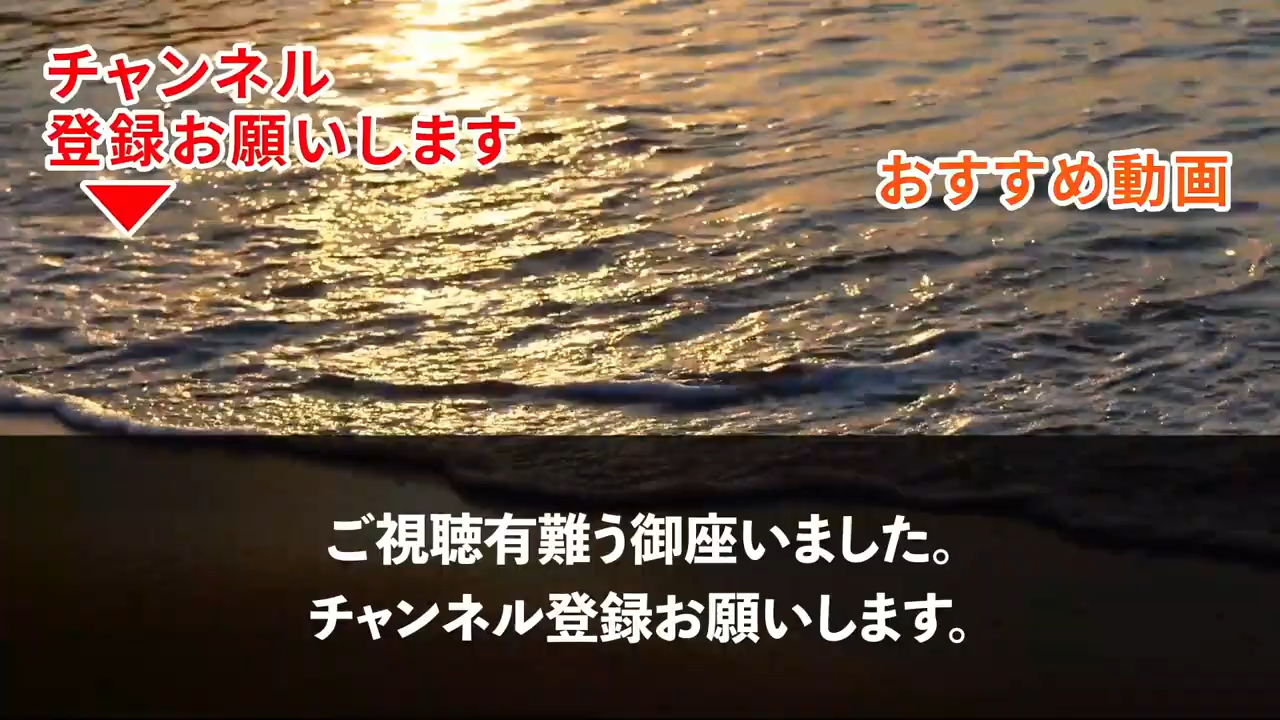 チャンネル
登録お願いします
おすすめ動画
ご視聴有難う御座いました。
チャンネル登録お願いします。